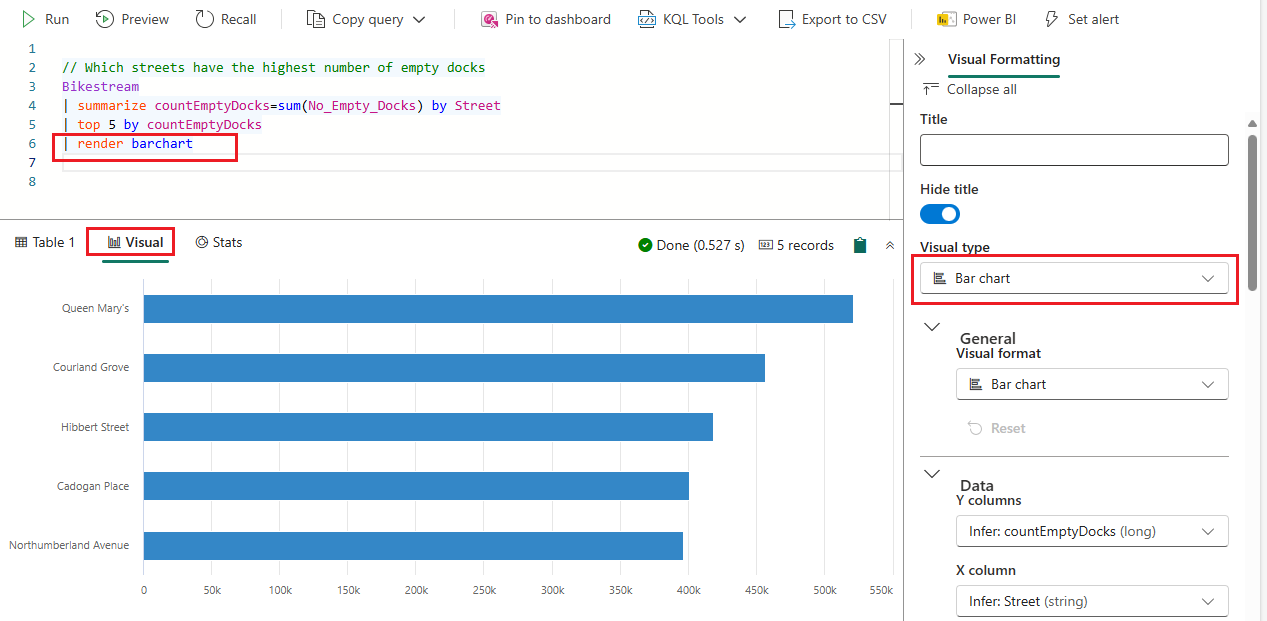 Run Preview Recall Copy query Pin to dashboard KQL Tools Export to CSV Power BI Set alert
1
2 // Which streets have the highest number of empty docks
3 Bikestream
4 | summarize countEmptyDocks=sum(No_Empty_Docks) by Street
5 | top 5 by countEmptyDocks
6 | render barchart
7
8
Table 1 Visual Stats Done (0.527 s) 123 5 records
Queen Mary's
Courland Grove
Hibbert Street
Cadogan Place
Northumberland Avenue
0 50k 100k 150k 200k 250k 300k 350k 400k 450k 500k 550k
Visual Formatting
Collapse all
Title
Hide title
Visual type
Bar chart
General
Visual format
Bar chart
Reset
Data
Y columns
Infer: countEmptyDocks (long)
X column
Infer: Street (string)